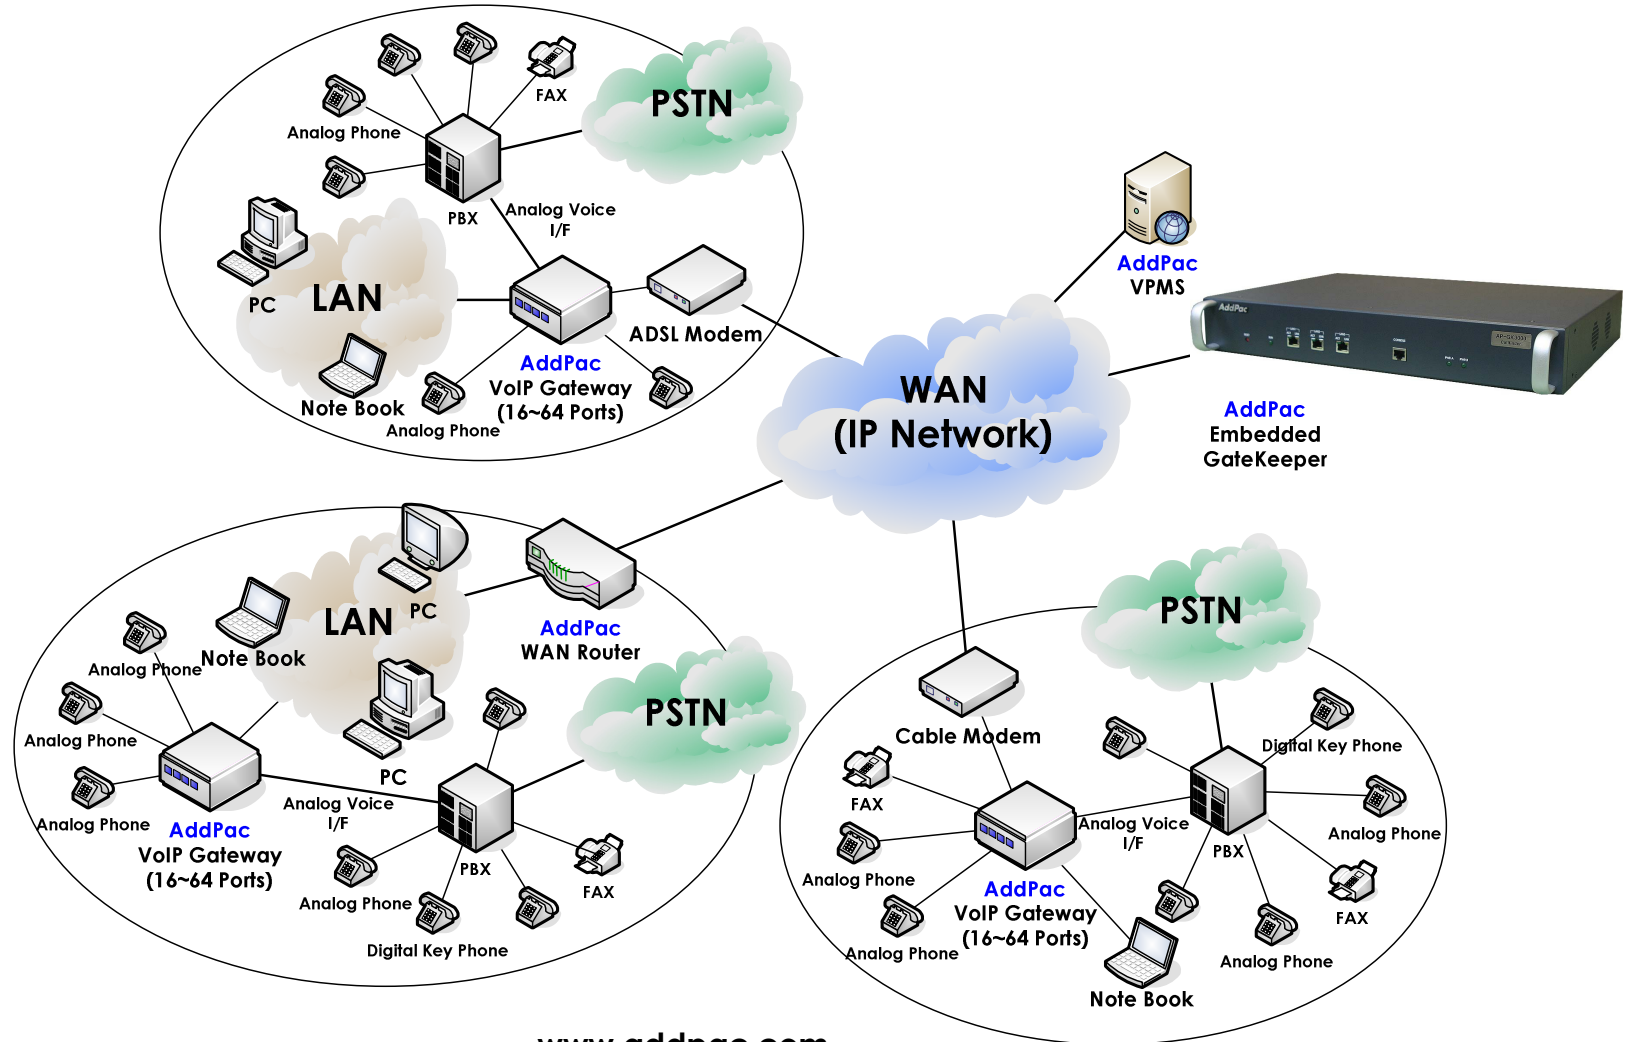 FAX
PSTN
Analog Phone
PBX
Analog Voice
I/F
PC
LAN
ADSL Modem
AddPac
VoIP Gateway
(16~64 Ports)
Note Book
Analog Phone
WAN
(IP Network)
AddPac
VPMS
AddPac
AddPac
Embedded
GateKeeper
PC
LAN
AddPac
WAN Router
Note Book
Analog Phone
Analog Phone
Analog Phone
PSTN
PC
Analog Voice
I/F
AddPac
VoIP Gateway
(16~64 Ports)
PBX
FAX
Analog Phone
Digital Key Phone
PSTN
Cable Modem
Digital Key Phone
FAX
Analog Phone
Analog Voice
I/F
PBX
Analog Phone
AddPac
VoIP Gateway
(16~64 Ports)
Analog Phone
FAX
Analog Phone
Note Book
www.addpac.com